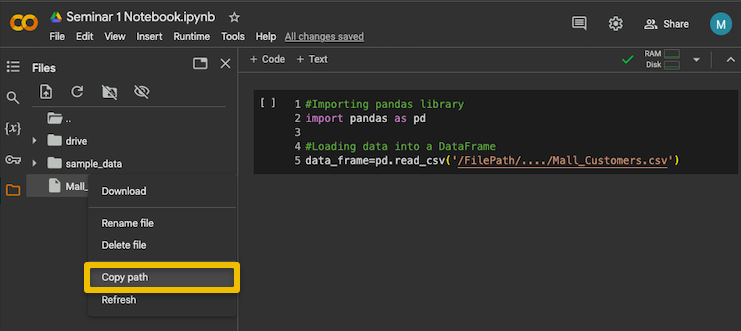 Seminar 1 Notebook.ipynb
File Edit View Insert Runtime Tools Help All changes saved
Share
M
Files
+ Code + Text
RAM
Disk
..
drive
sample_data
Mall_
Download
Rename file
Delete file
Copy path
Refresh
[ ]
1 #Importing pandas library
2 import pandas as pd
3
4 #Loading data into a DataFrame
5 data_frame=pd.read_csv('/FilePath/..../Mall_Customers.csv')